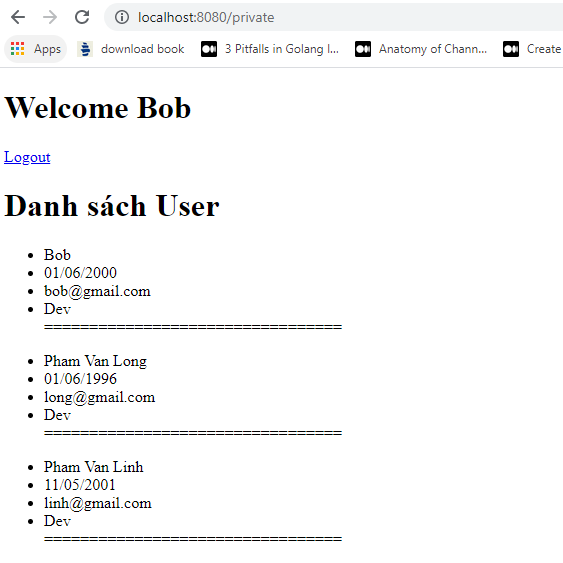 localhost:8080/private
Apps download book 3 Pitfalls in Golang I... Anatomy of Chann... Create
Welcome Bob
Logout
Danh sách User
Bob
01/06/2000
bob@gmail.com
Dev
=================================
Pham Van Long
01/06/1996
long@gmail.com
Dev
=================================
Pham Van Linh
11/05/2001
linh@gmail.com
Dev
=================================